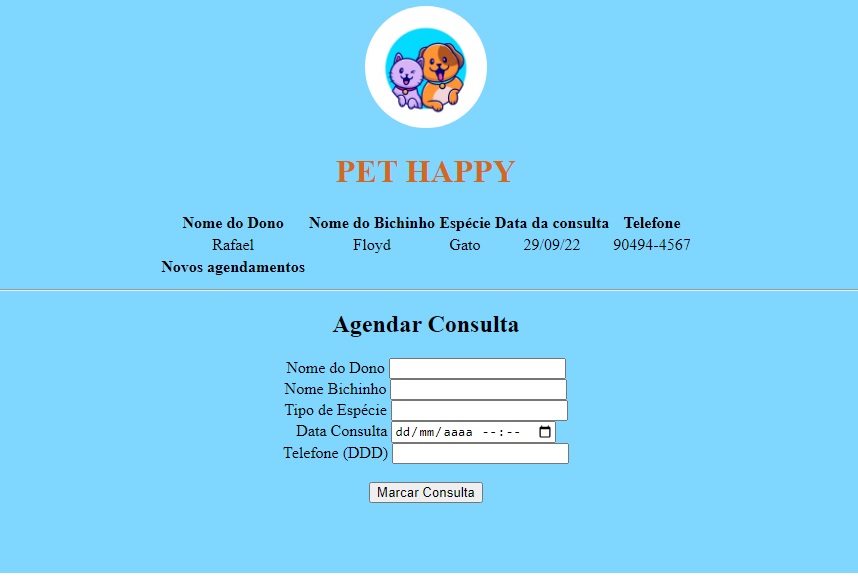 PET HAPPY
Nome do Dono Nome do Bichinho Espécie Data da consulta Telefone
Rafael Floyd Gato 29/09/22 90494-4567
Novos agendamentos
Agendar Consulta
Nome do Dono
Nome Bichinho
Tipo de Espécie
Data Consulta dd/mm/aaaa --:--
Telefone (DDD)
Marcar Consulta